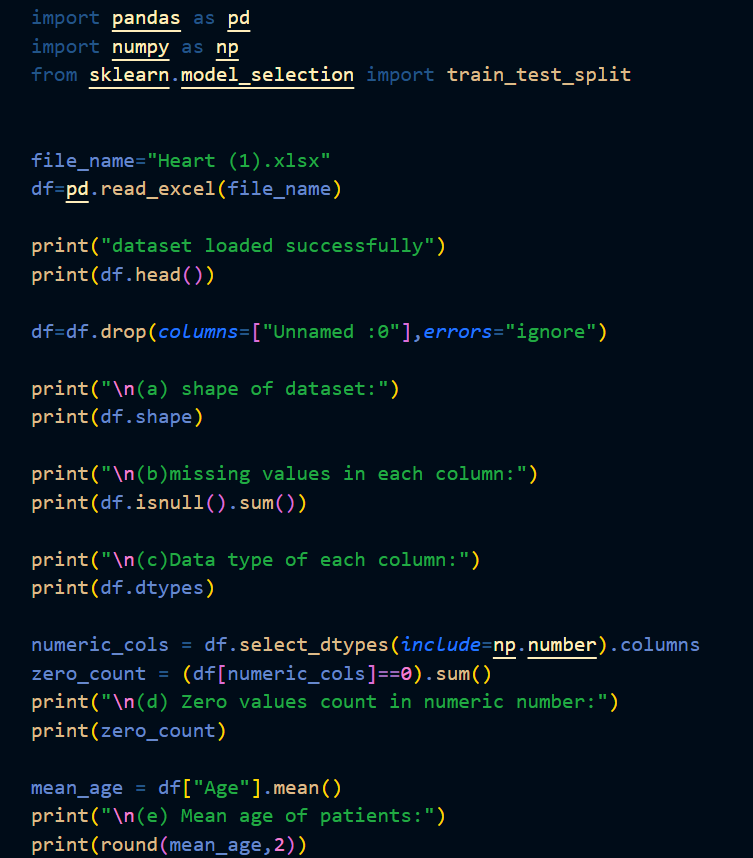 import pandas as pd
import numpy as np
from sklearn.model_selection import train_test_split
file_name="Heart (1).xlsx"
df=pd.read_excel(file_name)
print("dataset loaded successfully")
print(df.head())
df=df.drop(columns=["Unnamed :0"],errors="ignore")
print("\n(a) shape of dataset:")
print(df.shape)
print("\n(b)missing values in each column:")
print(df.isnull().sum())
print("\n(c)Data type of each column:")
print(df.dtypes)
numeric_cols = df.select_dtypes(include=np.number).columns
zero_count = (df[numeric_cols]==0).sum()
print("\n(d) Zero values count in numeric number:")
print(zero_count)
mean_age = df["Age"].mean()
print("\n(e) Mean age of patients:")
print(round(mean_age,2))